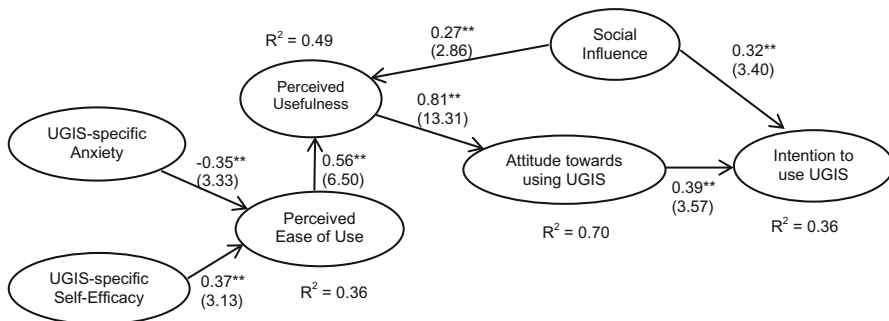 R² = 0.49
0.27**
(2.86)
Social
Influence
0.32**
(3.40)
Perceived
Usefulness
0.81**
(13.31)
UGIS-specific
Anxiety
-0.35**
(3.33)
0.56**
(6.50)
Attitude towards
using UGIS
Intention to
use UGIS
0.39**
(3.57)
Perceived
Ease of Use
R² = 0.70
R² = 0.36
UGIS-specific
Self-Efficacy
0.37**
(3.13)
R² = 0.36